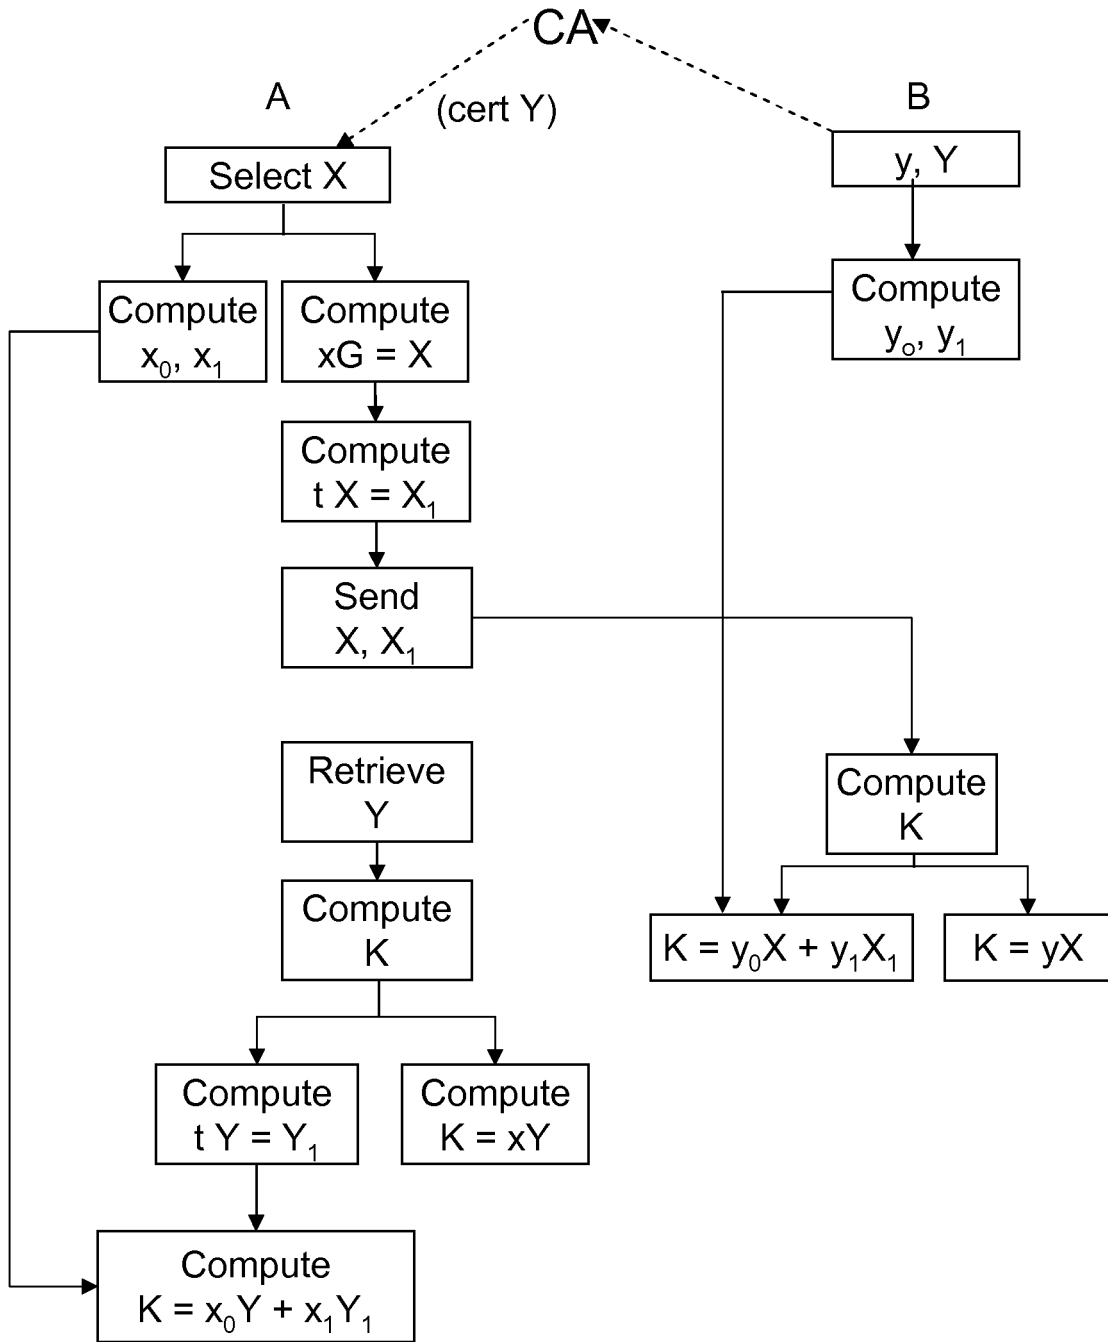 CA
A
(cert Y)
B
Select X
y, Y
Compute
x₀, x₁
Compute
xG = X
Compute
yₒ, y₁
Compute
t X = X₁
Send
X, X₁
Retrieve
Y
Compute
K
Compute
K
K = y₀X + y₁X₁
K = yX
Compute
t Y = Y₁
Compute
K = xY
Compute
K = x₀Y + x₁Y₁